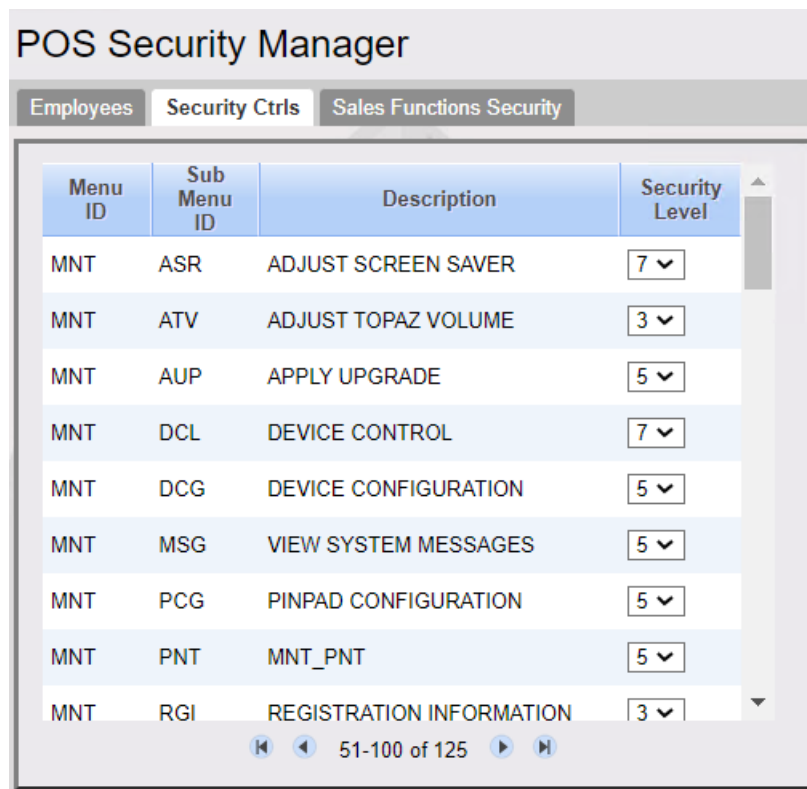 POS Security Manager
Employees Security Ctrls Sales Functions Security
Menu ID Sub Menu ID Description Security Level
MNT ASR ADJUST SCREEN SAVER 7
MNT ATV ADJUST TOPAZ VOLUME 3
MNT AUP APPLY UPGRADE 5
MNT DCL DEVICE CONTROL 7
MNT DCG DEVICE CONFIGURATION 5
MNT MSG VIEW SYSTEM MESSAGES 5
MNT PCG PINPAD CONFIGURATION 5
MNT PNT MNT_PNT 5
MNT RGI REGISTRATION INFORMATION 3
51-100 of 125